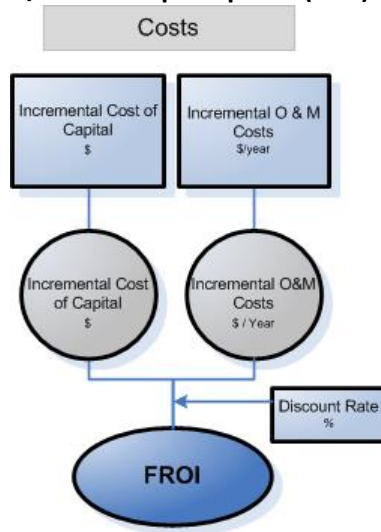 Costs
Incremental Cost of
Capital
$
Incremental O & M
Costs
$/year
Incremental Cost
of Capital
$
Incremental O&M
Costs
$ / Year
Discount Rate
%
FROI